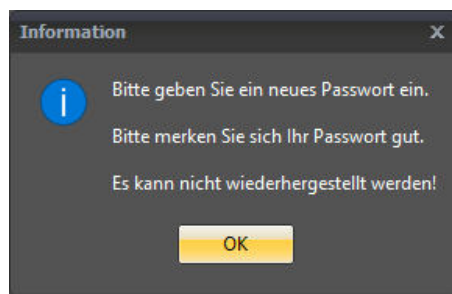 Information
X
Bitte geben Sie ein neues Passwort ein.
Bitte merken Sie sich Ihr Passwort gut.
Es kann nicht wiederhergestellt werden!
OK